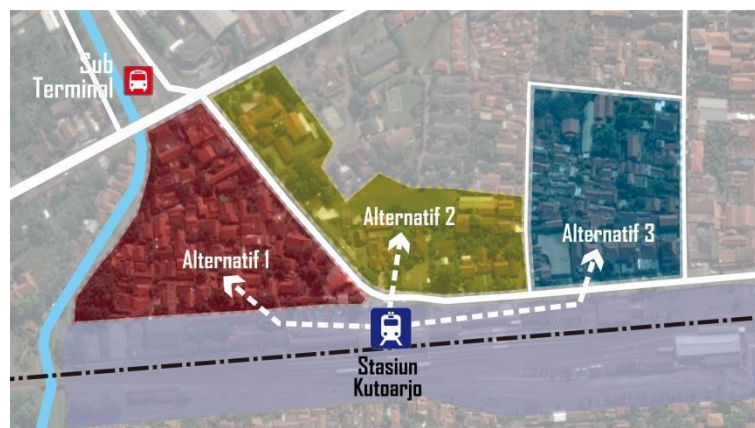 Sub
Terminal
Alternatif 1
Alternatif 2
Alternatif 3
Stasiun
Kutoarjo